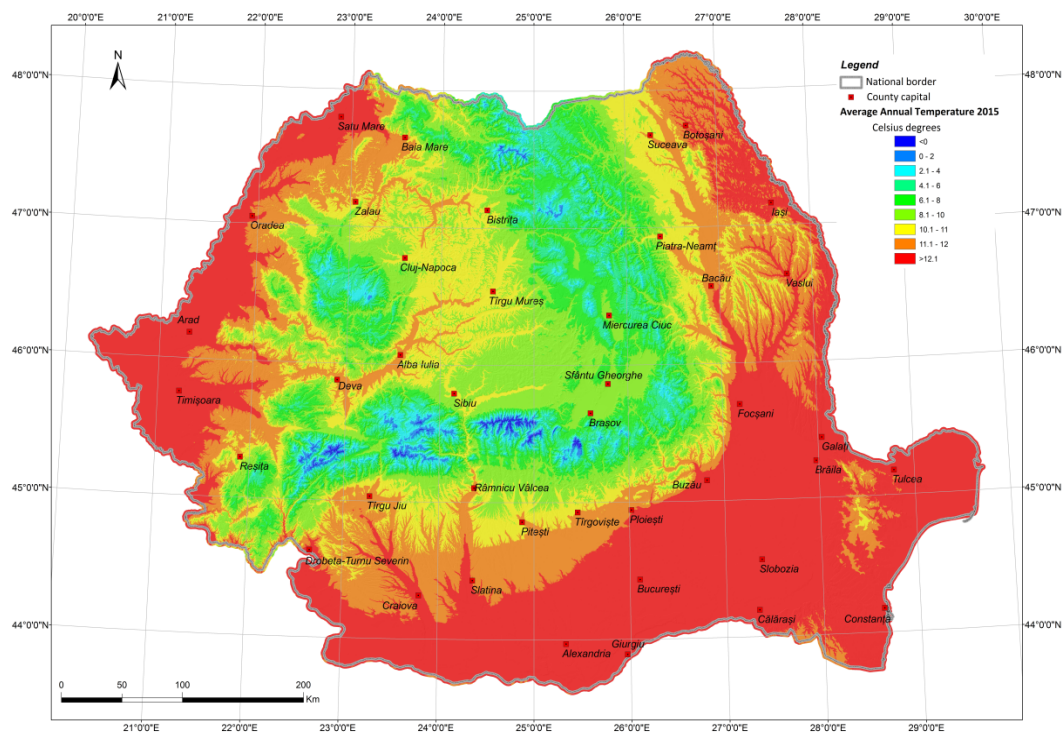 20°0'0"E 21°0'0"E 22°0'0"E 23°0'0"E 24°0'0"E 25°0'0"E 26°0'0"E 27°0'0"E 28°0'0"E 29°0'0"E 30°0'0"E
N
48°0'0"N
48°0'0"N
Legend
National border
County capital
Average Annual Temperature 2015
Celsius degrees
<0
0 - 2
2.1 - 4
4.1 - 6
6.1 - 8
8.1 - 10
10.1 - 11
11.1 - 12
>12.1
Satu Mare
Baia Mare
Suceava
Botoșani
47°0'0"N
47°0'0"N
Oradea
Zalau
Bistrița
Iași
Piatra-Neamț
Cluj-Napoca
Tîrgu Mureș
Bacău
Vaslui
46°0'0"N
46°0'0"N
Arad
Miercurea Ciuc
Alba Iulia
Timișoara
Deva
Sibiu
Sfântu Gheorghe
Brașov
Focșani
45°0'0"N
45°0'0"N
Reșița
Galați
Brăila
Tulcea
Râmnicu Vâlcea
Buzău
Tîrgu Jiu
Pitești
Tîrgoviște
Ploiești
44°0'0"N
44°0'0"N
Drobeta-Turnu Severin
Slatina
Craiova
București
Slobozia
Călărași
Constanța
Alexandria
Giurgiu
0 50 100 200
Km
21°0'0"E 22°0'0"E 23°0'0"E 24°0'0"E 25°0'0"E 26°0'0"E 27°0'0"E 28°0'0"E 29°0'0"E